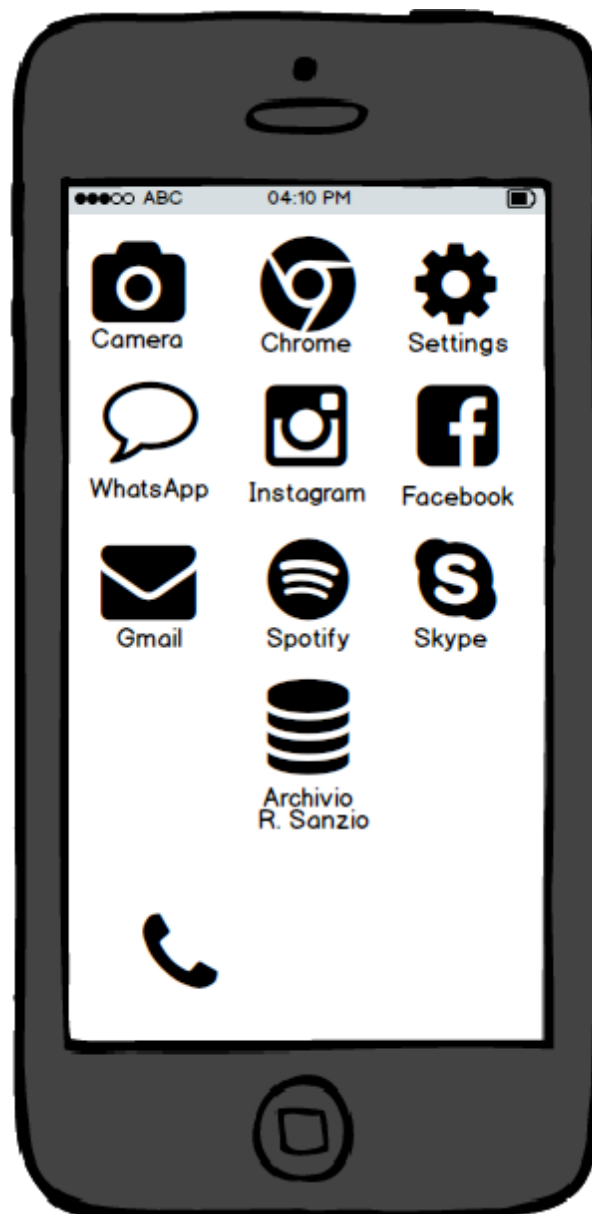 ABC 04:10 PM
Camera Chrome Settings
WhatsApp Instagram Facebook
Gmail Spotify Skype
Archivio
R. Sanzio